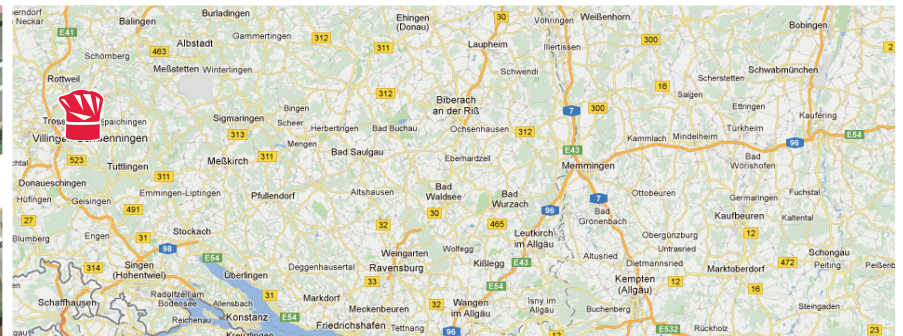 Burladingen
Balingen
Ehingen
(Donau)
30
Vöhringen
Weißenhorn
Bobingen
Neckar
E41
Gammertingen
312
Albstadt
463
311
Laupheim
Illertissen
300
2
Schömberg
Meßstetten
Winterlingen
Schwendi
Schwabmünchen
Rottweil
Scherstetten
16
312
Salgen
Biberach
an der Riß
7
300
Ettringen
Bingen
Kaufering
Sigmaringen
Scheer
Herbertingen
Bad Buchau
Ochsenhausen
312
Türkheim
Kammlach
Mindelheim
E54
313
96
Mengen
Bad Saulgau
E43
Eberhardzell
Memmingen
Bad
Wörishofen
523
Meßkirch
311
Tuttlingen
311
Donaueschingen
Emmingen-Liptingen
Pfullendorf
Altshausen
Bad
Waldsee
Bad
Wurzach
7
Ottobeuren
Fuchstal
Germaringen
Hüfingen
Geisingen
491
30
465
96
Bad
Grönenbach
Kaufbeuren
Kaltental
27
32
Stockach
Leutkirch
im Allgäu
Obergünzburg
12
Blumberg
Engen
31
98
Untrasried
Weingarten
Wolfegg
Altusried
Schongau
E54
Dietmannsried
Singen
(Hohentwiel)
314
Deggenhausertal
Ravensburg
Kißlegg
E43
Marktoberdorf
472
Peiting
Überlingen
33
Kempten
(Allgäu)
12
E54
16
Schaffhausen
Radolfzell am
Bodensee
Allensbach
31
Markdorf
Meckenbeuren
32
Wangen
im Allgäu
Isny im
Allgäu
Buchenberg
Steingaden
Reichenau
Konstanz
E54
Friedrichshafen
Tettnang
96
12
E532
Rückholz
23